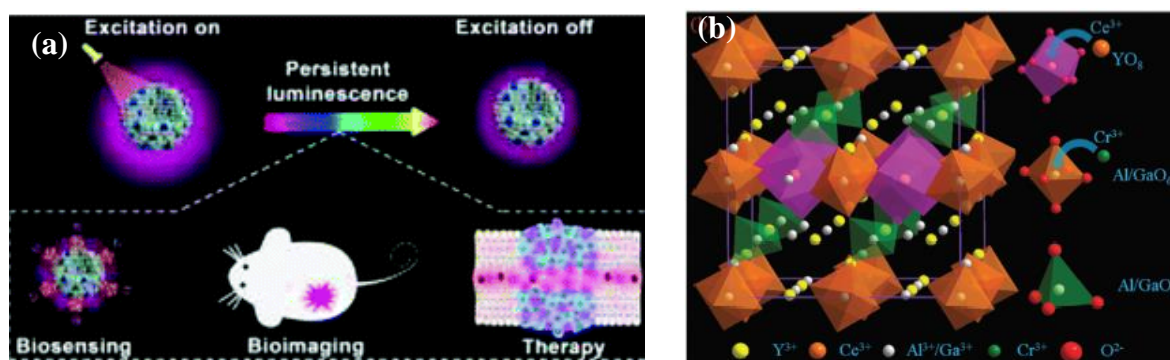 (a)
Excitation on
Excitation off
Persistent
luminescence
Biosensing
Bioimaging
Therapy
(b)
Ce³⁺
YO₈
Cr³⁺
Al/GaO
Al/GaO
Y³⁺
Ce³⁺
Al³⁺/Ga³⁺
Cr³⁺
O²⁻